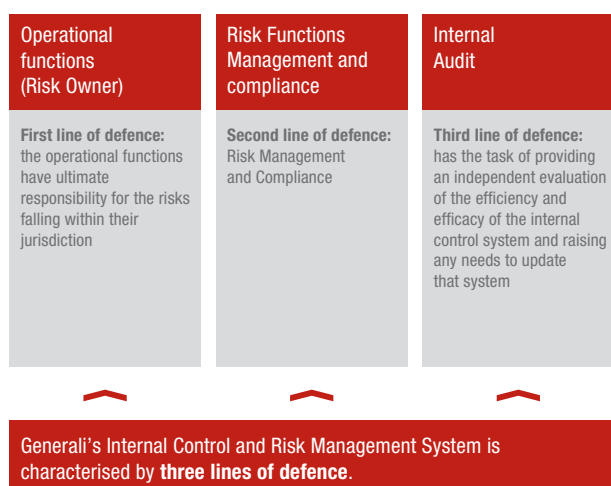 Operational
functions
(Risk Owner)
First line of defence:
the operational functions
have ultimate
responsibility for the risks
falling within their
jurisdiction
Risk Functions
Management and
compliance
Second line of defence:
Risk Management
and Compliance
Internal
Audit
Third line of defence:
has the task of providing
an independent evaluation
of the efficiency and
efficacy of the internal
control system and raising
any needs to update
that system
Generali's Internal Control and Risk Management System is
characterised by three lines of defence.